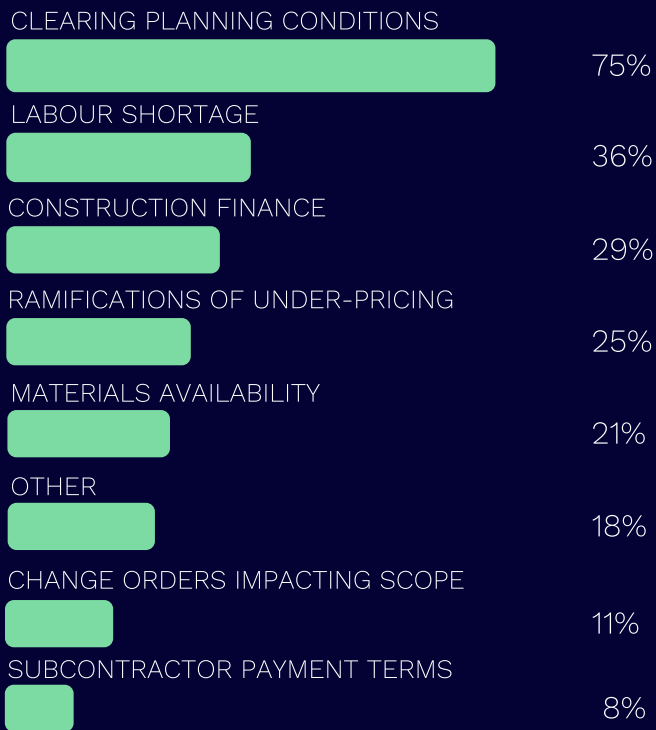 CLEARING PLANNING CONDITIONS
75%
LABOUR SHORTAGE
36%
CONSTRUCTION FINANCE
29%
RAMIFICATIONS OF UNDER-PRICING
25%
MATERIALS AVAILABILITY
21%
OTHER
18%
CHANGE ORDERS IMPACTING SCOPE
11%
SUBCONTRACTOR PAYMENT TERMS
8%